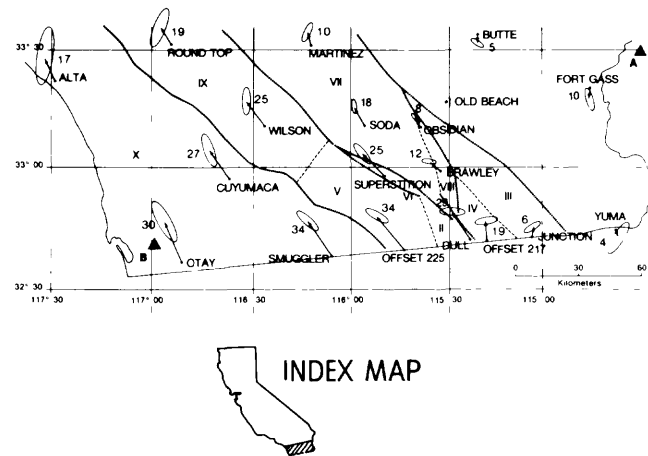 19
10
BUTTE
5
33° 30'
ROUND TOP
MARTINEZ
A
17
ALTA
FORT GASS
10
IX
VII
25
WILSON
18
SODA
8
OLD BEACH
OBSIDIAN
X
27
CUYUMACA
25
SUPERSTITION
12
BRAWLEY
VIII
33° 00'
V
VI
29
IV
III
30
34
34
II
19
6
YUMA
4
B
OTAY
SMUGGLER
OFFSET 225
DULL
OFFSET 217
JUNCTION
32° 30'
0 30 60
Kilometers
117° 30'
117° 00'
116° 30'
116° 00'
115° 30'
115° 00'
INDEX MAP